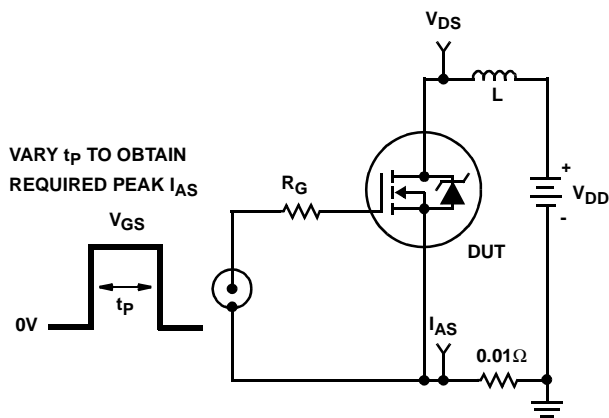 VDS
L
VARY tP TO OBTAIN
REQUIRED PEAK IAS
RG
+
VDD
-
VGS
DUT
tP
0V
IAS
0.01Ω